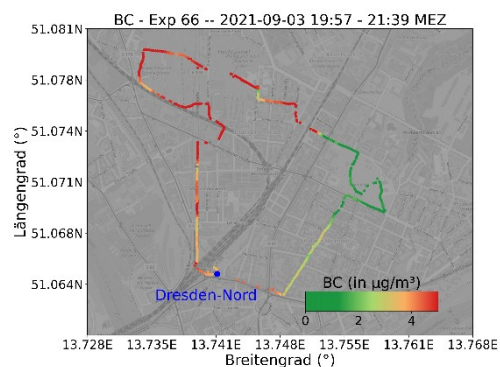 BC - Exp 66 -- 2021-09-03 19:57 - 21:39 MEZ
51.081N
51.078N
51.074N
51.071N
51.068N
51.064N
Längengrad (°)
Dresden-Nord
BC (in µg/m³)
0 2 4
13.728E 13.735E 13.741E 13.748E 13.755E 13.761E 13.768E
Breitengrad (°)